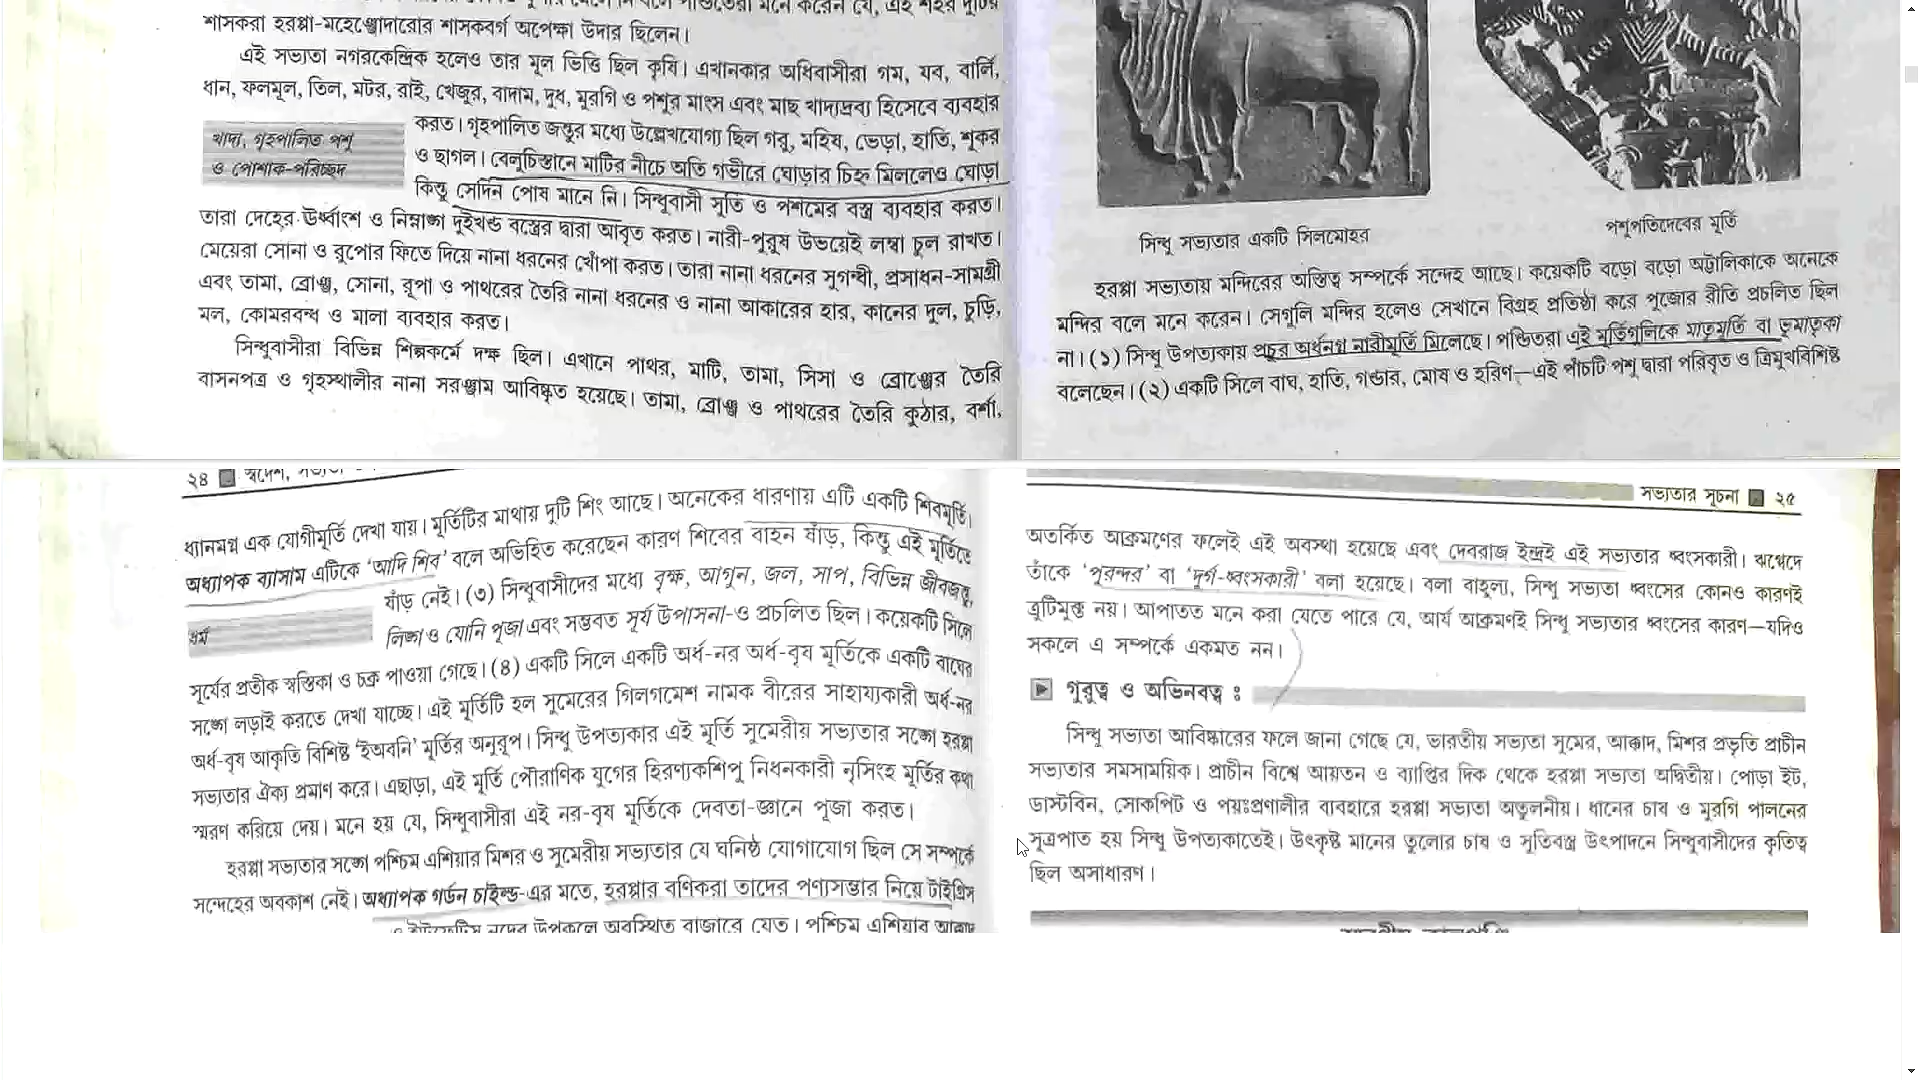 শাসকরা হরপ্পা-মহেঞ্জোদারোর শাসকবর্গ অপেক্ষা উদার ছিলেন।
এই সভ্যতা নগরকেন্দ্রিক হলেও তার মূল ভিত্তি ছিল কৃষি। এখানকার অধিবাসীরা গম, যব, বার্লি,
ধান, ফলমূল, তিল, মটর, রাই, খেজুর, বাদাম, দুধ, মুরগি ও পশুর মাংস এবং মাছ খাদ্যদ্রব্য হিসেবে ব্যবহার
করত। গৃহপালিত জন্তুর মধ্যে উল্লেখযোগ্য ছিল গরু, মহিষ, ভেড়া, হাতি, শূকর
খাদ্য, গৃহপালিত পশু
ও পোশাক-পরিচ্ছদ
ও ছাগল। বেলুচিস্তানে মাটির নীচে অতি গভীরে ঘোড়ার চিহ্ন মিললেও ঘোড়া
কিন্তু সেদিন পোষ মানে নি। সিন্ধুবাসী সুতি ও পশমের বস্ত্র ব্যবহার করত।
তারা দেহের ঊর্ধ্বাংশ ও নিম্নাঙ্গ দুইখন্ড বস্ত্রের দ্বারা আবৃত করত। নারী-পুরুষ উভয়েই লম্বা চুল রাখত।
মেয়েরা সোনা ও রুপোর ফিতে দিয়ে নানা ধরনের খোঁপা করত। তারা নানা ধরনের সুগন্ধী, প্রসাধন-সামগ্রী
এবং তামা, ব্রোঞ্জ, সোনা, রূপা ও পাথরের তৈরি নানা ধরনের ও নানা আকারের হার, কানের দুল, চুড়ি,
মল, কোমরবন্ধ ও মালা ব্যবহার করত।
সিন্ধুবাসীরা বিভিন্ন শিল্পকর্মে দক্ষ ছিল। এখানে পাথর, মাটি, তামা, সিসা ও ব্রোঞ্জের তৈরি
বাসনপত্র ও গৃহস্থালীর নানা সরঞ্জাম আবিষ্কৃত হয়েছে। তামা, ব্রোঞ্জ ও পাথরের তৈরি কুঠার, বর্শা,
সিন্ধু সভ্যতার একটি সিলমোহর
পশুপতিদেবের মূর্তি
হরপ্পা সভ্যতায় মন্দিরের অস্তিত্ব সম্পর্কে সন্দেহ আছে। কয়েকটি বড়ো বড়ো অট্টালিকাকে অনেকে
মন্দির বলে মনে করেন। সেগুলি মন্দির হলেও সেখানে বিগ্রহ প্রতিষ্ঠা করে পুজোর রীতি প্রচলিত ছিল
না। (১) সিন্ধু উপত্যকায় প্রচুর অর্ধনগ্ন নারীমূর্তি মিলেছে। পন্ডিতরা এই মূর্তিগুলিকে মাতৃমূর্তি বা ভূমাতৃকা
বলেছেন। (২) একটি সিলে বাঘ, হাতি, গন্ডার, মোষ ও হরিণ—এই পাঁচটি পশু দ্বারা পরিবৃত ও ত্রিমুখবিশিষ্ট
২৪ স্বদেশ, সভ্যতা
ধ্যানমগ্ন এক যোগীমূর্তি দেখা যায়। মূর্তিটির মাথায় দুটি শিং আছে। অনেকের ধারণায় এটি একটি শিবমূর্তি।
অধ্যাপক ব্যাসাম এটিকে ‘আদি শিব’ বলে অভিহিত করেছেন কারণ শিবের বাহন ষাঁড়, কিন্তু এই মূর্তিতে
ষাঁড় নেই। (৩) সিন্ধুবাসীদের মধ্যে বৃক্ষ, আগুন, জল, সাপ, বিভিন্ন জীবজন্তু,
ধর্ম
লিঙ্গ ও যোনি পূজা এবং সম্ভবত সূর্য উপাসনা-ও প্রচলিত ছিল। কয়েকটি সিলে
সূর্যের প্রতীক স্বস্তিকা ও চক্র পাওয়া গেছে। (৪) একটি সিলে একটি অর্ধ-নর অর্ধ-বৃষ মূর্তিকে একটি বাঘের
সঙ্গে লড়াই করতে দেখা যাচ্ছে। এই মূর্তিটি হল সুমেরের গিলগমেশ নামক বীরের সাহায্যকারী অর্ধ-নর
অর্ধ-বৃষ আকৃতি বিশিষ্ট ‘ইঅবনি’ মূর্তির অনুরূপ। সিন্ধু উপত্যকার এই মূর্তি সুমেরীয় সভ্যতার সঙ্গে হরপ্পা
সভ্যতার ঐক্য প্রমাণ করে। এছাড়া, এই মূর্তি পৌরাণিক যুগের হিরণ্যকশিপু নিধনকারী নৃসিংহ মূর্তির কথা
স্মরণ করিয়ে দেয়। মনে হয় যে, সিন্ধুবাসীরা এই নর-বৃষ মূর্তিকে দেবতা-জ্ঞানে পূজা করত।
হরপ্পা সভ্যতার সঙ্গে পশ্চিম এশিয়ার মিশর ও সুমেরীয় সভ্যতার যে ঘনিষ্ঠ যোগাযোগ ছিল সে সম্পর্কে
সন্দেহের অবকাশ নেই। অধ্যাপক গর্ডন চাইল্ড-এর মতে, হরপ্পার বণিকরা তাদের পণ্যসম্ভার নিয়ে টাইগ্রিস
ও ইউফ্রেটিস নদের উপকূলে অবস্থিত বাজারে যেত। পশ্চিম এশিয়ার আক্কাদ
সভ্যতার সূচনা ২৫
অতর্কিত আক্রমণের ফলেই এই অবস্থা হয়েছে এবং দেবরাজ ইন্দ্রই এই সভ্যতার ধ্বংসকারী। ঋগ্বেদে
তাঁকে ‘পুরন্দর’ বা ‘দুর্গ-ধ্বংসকারী’ বলা হয়েছে। বলা বাহুল্য, সিন্ধু সভ্যতা ধ্বংসের কোনও কারণই
ত্রুটিমুক্ত নয়। আপাতত মনে করা যেতে পারে যে, আর্য আক্রমণই সিন্ধু সভ্যতার ধ্বংসের কারণ—যদিও
সকলে এ সম্পর্কে একমত নন।
গুরুত্ব ও অভিনবত্ব :
সিন্ধু সভ্যতা আবিষ্কারের ফলে জানা গেছে যে, ভারতীয় সভ্যতা সুমের, আক্কাদ, মিশর প্রভৃতি প্রাচীন
সভ্যতার সমসাময়িক। প্রাচীন বিশ্বে আয়তন ও ব্যাপ্তির দিক থেকে হরপ্পা সভ্যতা অদ্বিতীয়। পোড়া ইট,
ডাস্টবিন, সোকপিট ও পয়ঃপ্রণালীর ব্যবহারে হরপ্পা সভ্যতা অতুলনীয়। ধানের চাষ ও মুরগি পালনের
সূত্রপাত হয় সিন্ধু উপত্যকাতেই। উৎকৃষ্ট মানের তুলোর চাষ ও সূতিবস্ত্র উৎপাদনে সিন্ধুবাসীদের কৃতিত্ব
ছিল অসাধারণ।